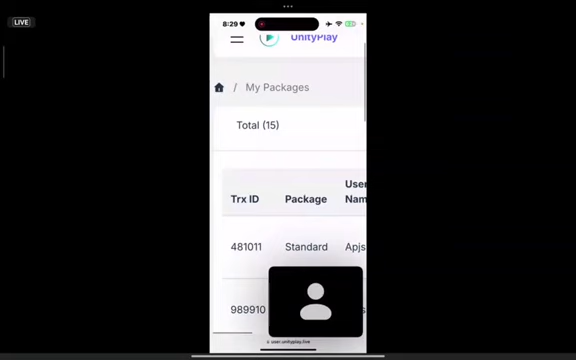 LIVE
8:29
UnityPlay
/ My Packages
Total (15)
Trx ID Package User Nam
481011 Standard Apjs
989910
user.unityplay.live